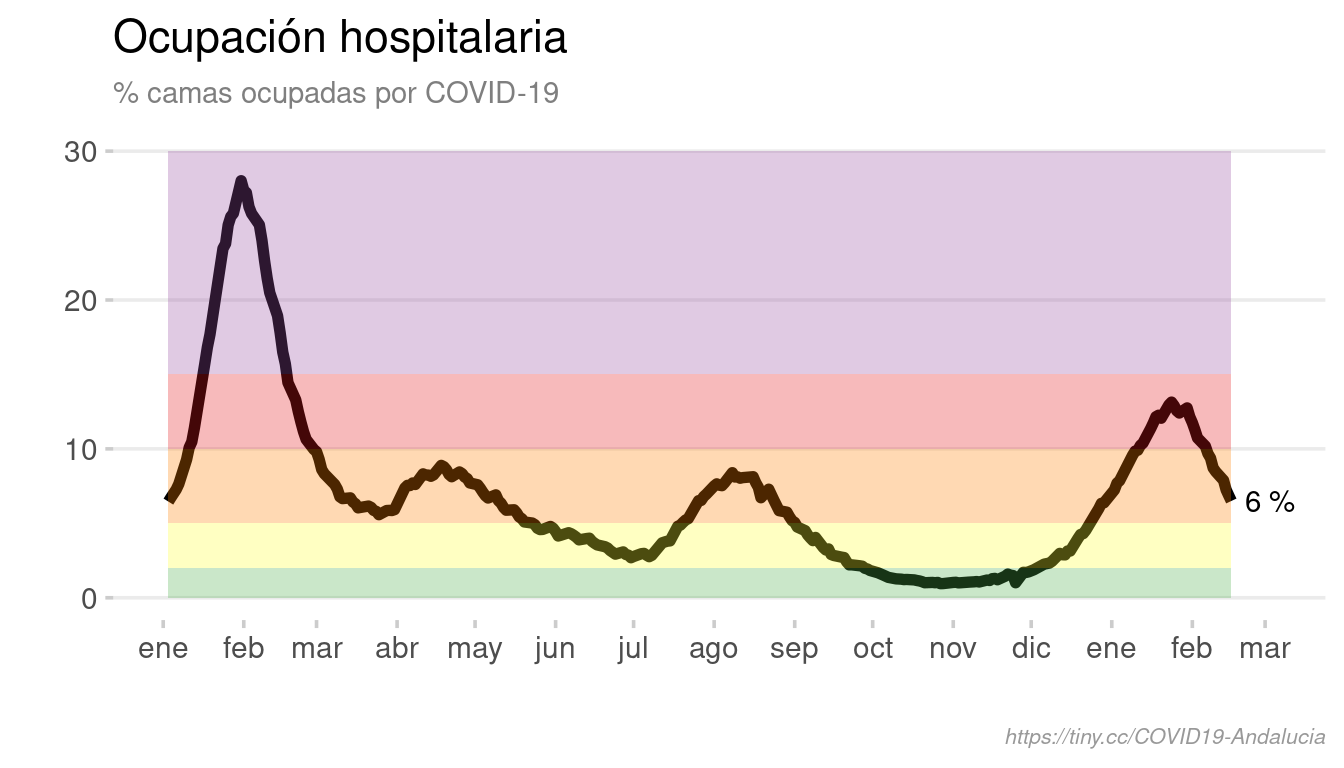 Ocupación hospitalaria
% camas ocupadas por COVID-19
30
20
10
0
6 %
ene feb mar abr may jun jul ago sep oct nov dic ene feb mar
https://tiny.cc/COVID19-Andalucia